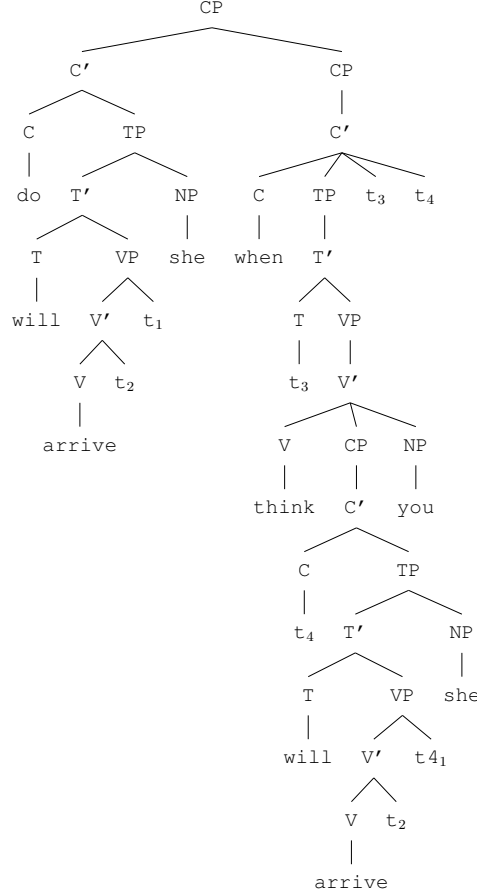 CP
C′ CP
C TP C′
do T′ NP C TP t₃ t₄
T VP she when T′
will V′ t₁ T VP
V t₂ t₃ V′
arrive V CP NP
think C′ you
C TP
t₄ T′ NP
T VP she
will V′ t4₁
V t₂
arrive